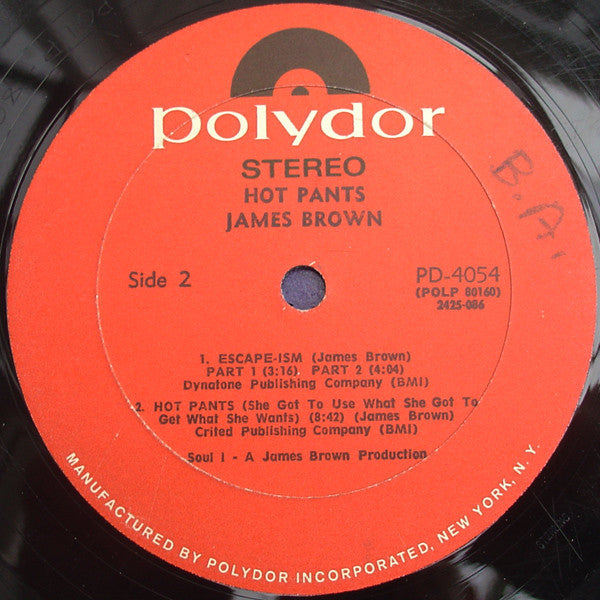 polydor
STEREO
HOT PANTS
JAMES BROWN
B.A'
Side 2
PD-4054
(POLP 80160)
2425-086
1. ESCAPE-ISM (James Brown)
PART 1 (3:16) PART 2 (4:04)
Dynatone Publishing Company (BMI)
2. HOT PANTS (She Got To Use What She Got To
Get What She Wants) (8:42) (James Brown)
Crited Publishing Company (BMI)
Soul I - A James Brown Production
MANUFACTURED BY POLYDOR INCORPORATED, NEW YORK, N.Y.